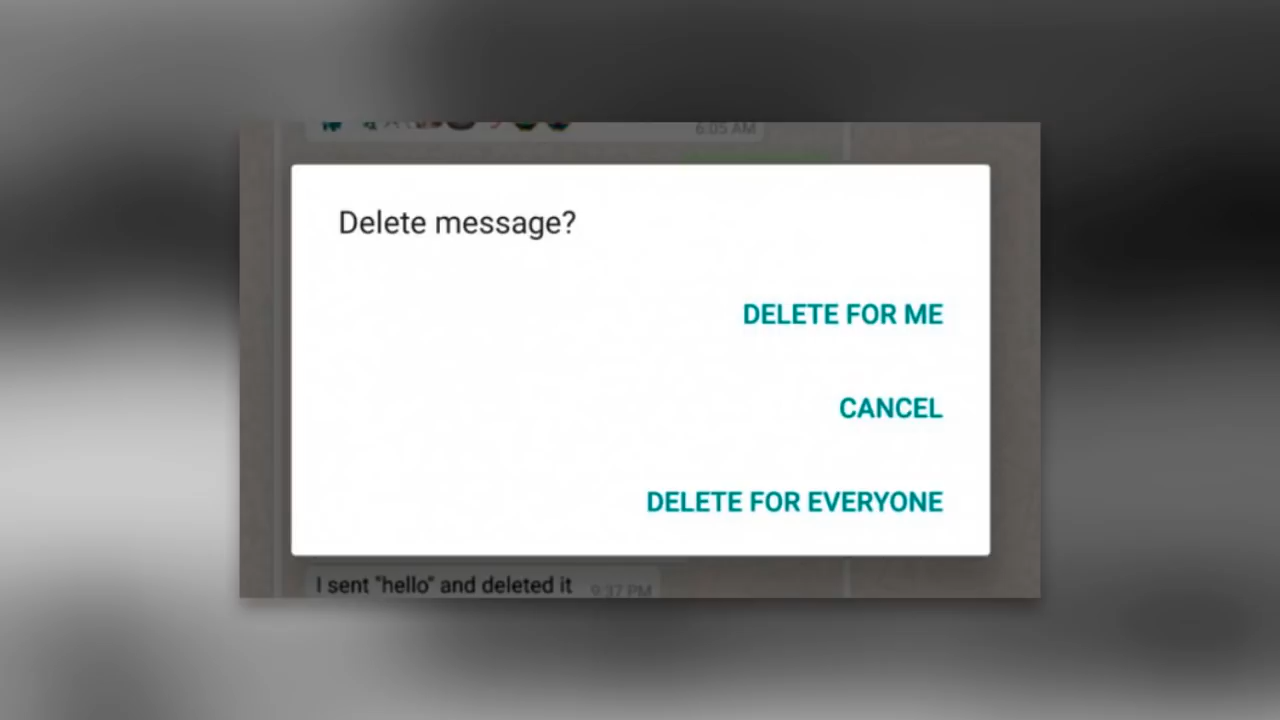 6:05 AM
Delete message?
DELETE FOR ME
CANCEL
DELETE FOR EVERYONE
I sent "hello" and deleted it 9:37 PM